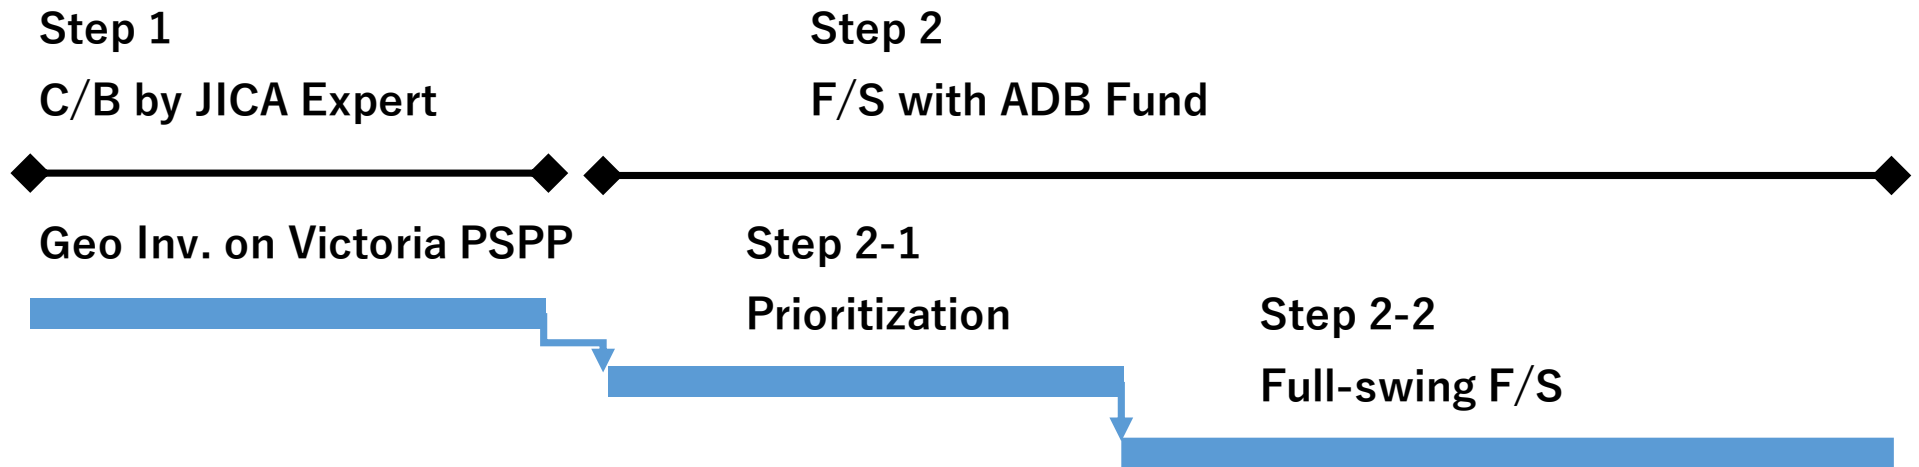 Step 1
C/B by JICA Expert
Step 2
F/S with ADB Fund
Geo Inv. on Victoria PSPP
Step 2-1
Prioritization
Step 2-2
Full-swing F/S